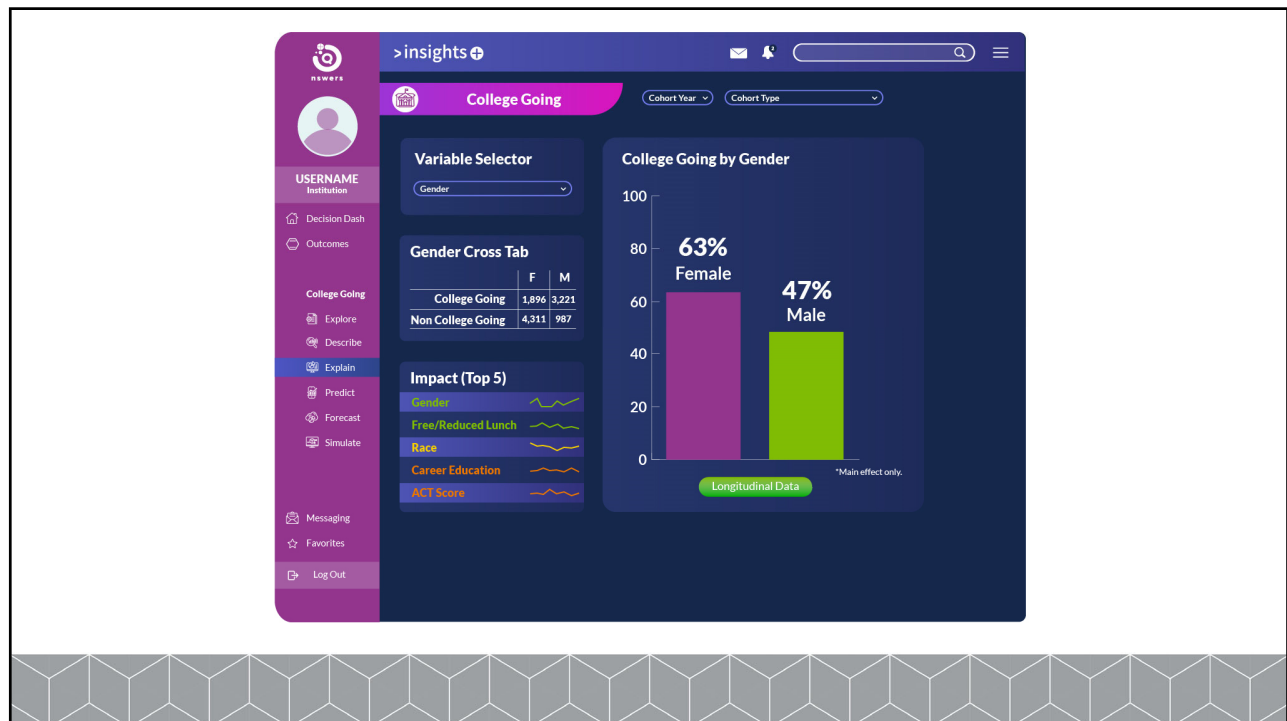 nswers
>insights
2
College Going
Cohort Year
Cohort Type
USERNAME
Institution
Decision Dash
Outcomes
College Going
Explore
Describe
Explain
Predict
Forecast
Simulate
Messaging
Favorites
Log Out
Variable Selector
Gender
Gender Cross Tab
F M
College Going 1,896 3,221
Non College Going 4,311 987
Impact (Top 5)
Gender
Free/Reduced Lunch
Race
Career Education
ACT Score
College Going by Gender
100
80
60
40
20
0
63%
Female
47%
Male
*Main effect only.
Longitudinal Data